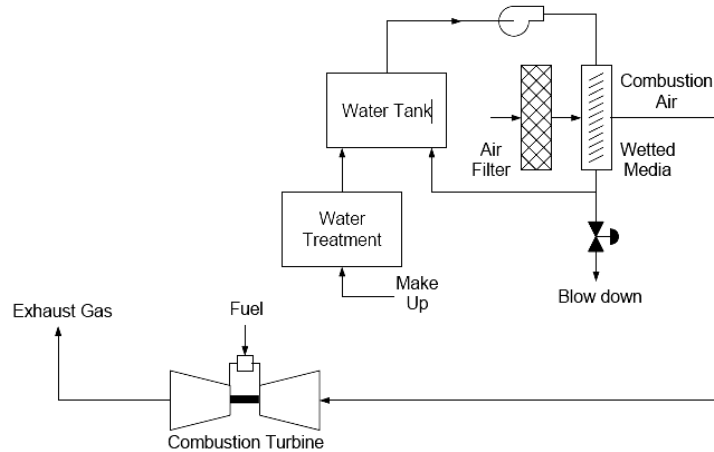 Water Tank
Combustion
Air
Air
Filter
Wetted
Media
Water
Treatment
Make
Up
Blow down
Exhaust Gas
Fuel
Combustion Turbine